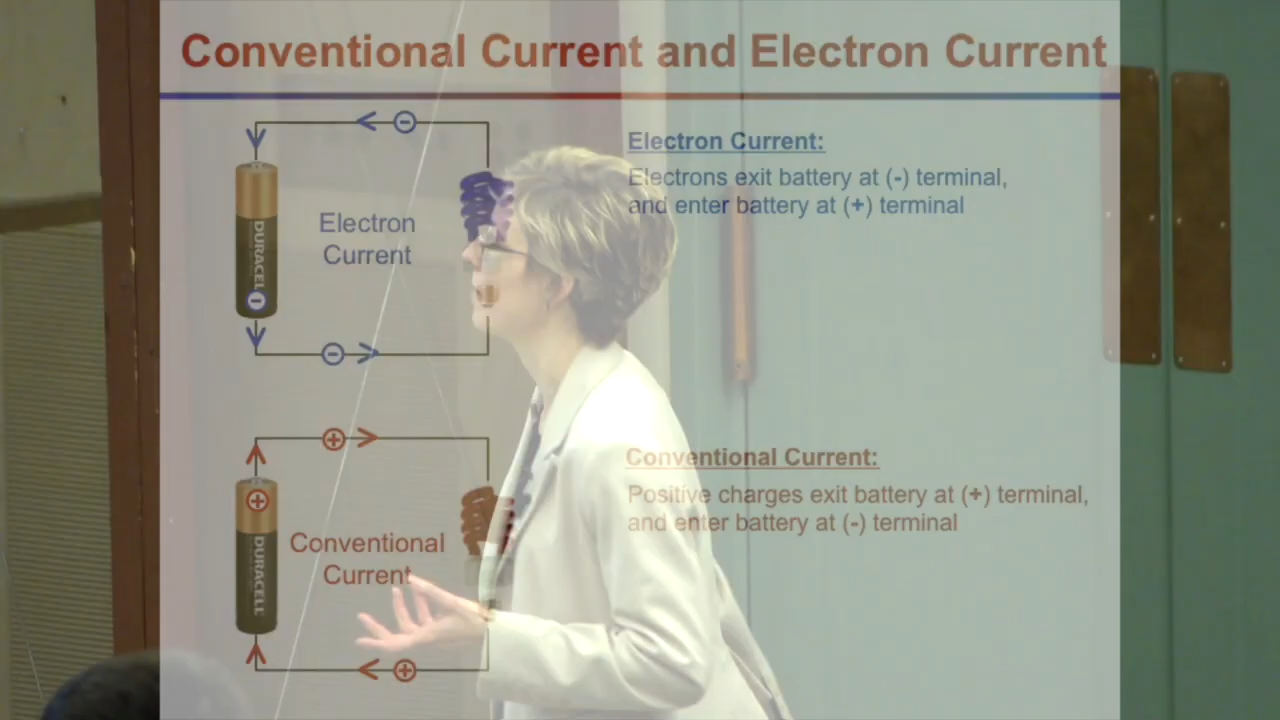 Conventional Current and Electron Current
Electron Current:
Electrons exit battery at (-) terminal,
and enter battery at (+) terminal
Electron
Current
DURACEL
Conventional Current:
Positive charges exit battery at (+) terminal,
and enter battery at (-) terminal
Conventional
Current
DURACELL